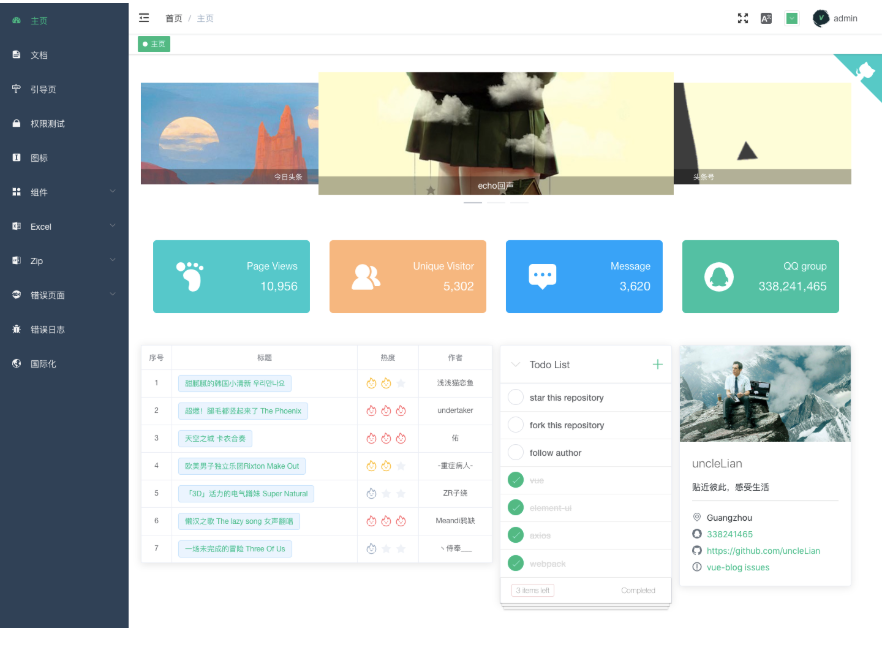 主页
文档
引导页
权限测试
图标
组件
Excel
Zip
错误页面
错误日志
国际化
首页 / 主页
admin
主页
今日头条
echo回声
头条号
Page Views
10,956
Unique Visitor
5,302
Message
3,620
QQ group
338,241,465
序号 标题 热度 作者
1 甜腻腻的韩国小清新 우리만나요 浅浅猫恋鱼
2 超燃！腿毛都竖起来了 The Phoenix undertaker
3 天空之城 卡农合奏 佑
4 欧美男子独立乐团Rixton Make Out -重症病人-
5 「XD」活力的电气蹭妹 Super Natural ZR子续
6 懒汉之歌 The lazy song 女声翻唱
7 一场未完成的冒险 Three Of Us ヽ侍奉___
Todo List
star this repository
fork this repository
follow author
vue
element-ui
axios
webpack
3 items left Completed
uncleLian
贴近彼此，感受生活
Guangzhou
338241465
https://github.com/uncleLian
vue-blog issues